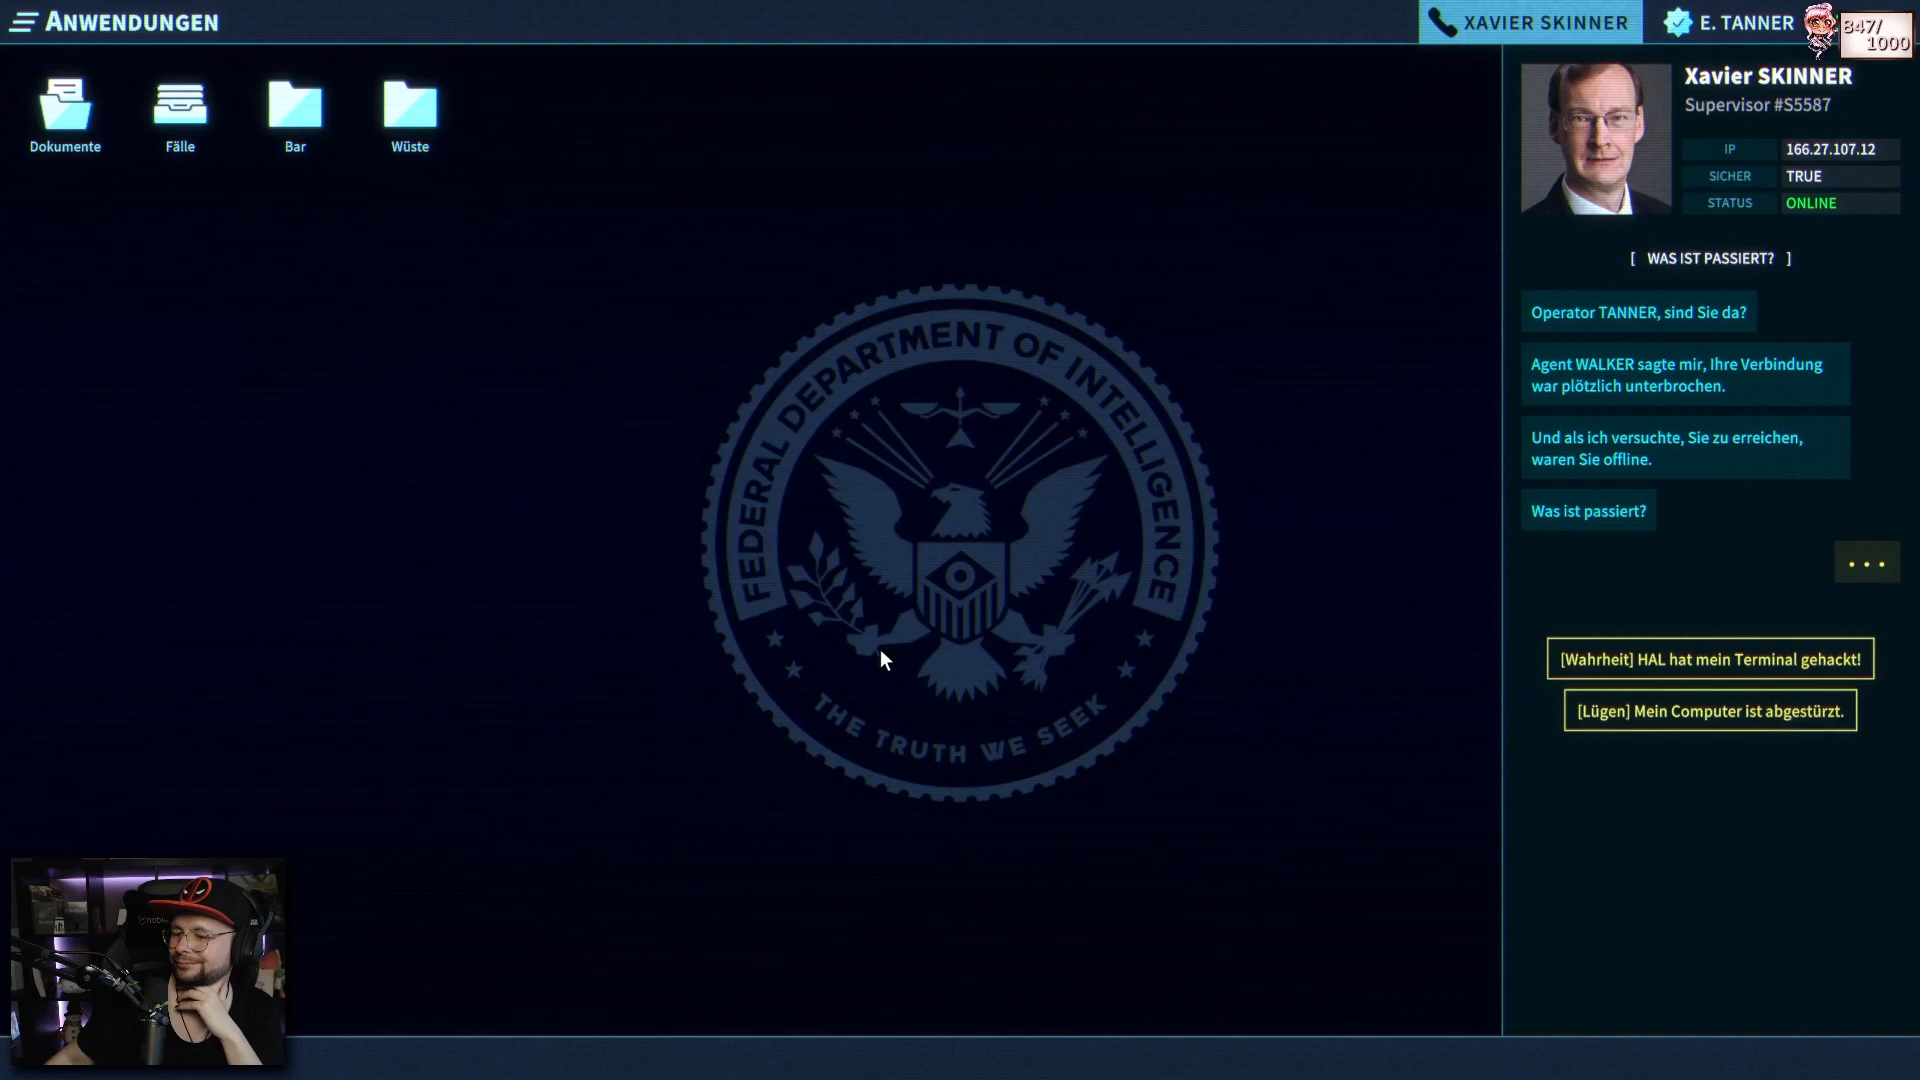 ANWENDUNGEN
XAVIER SKINNER
E. TANNER
847/
1000
Dokumente
Fälle
Bar
Wüste
Xavier SKINNER
Supervisor #S5587
IP
166.27.107.12
SICHER
TRUE
STATUS
ONLINE
[ WAS IST PASSIERT? ]
Operator TANNER, sind Sie da?
Agent WALKER sagte mir, Ihre Verbindung
war plötzlich unterbrochen.
Und als ich versuchte, Sie zu erreichen,
waren Sie offline.
Was ist passiert?
...
[Wahrheit] HAL hat mein Terminal gehackt!
[Lügen] Mein Computer ist abgestürzt.
FEDERAL DEPARTMENT OF INTELLIGENCE
THE TRUTH WE SEEK
noble